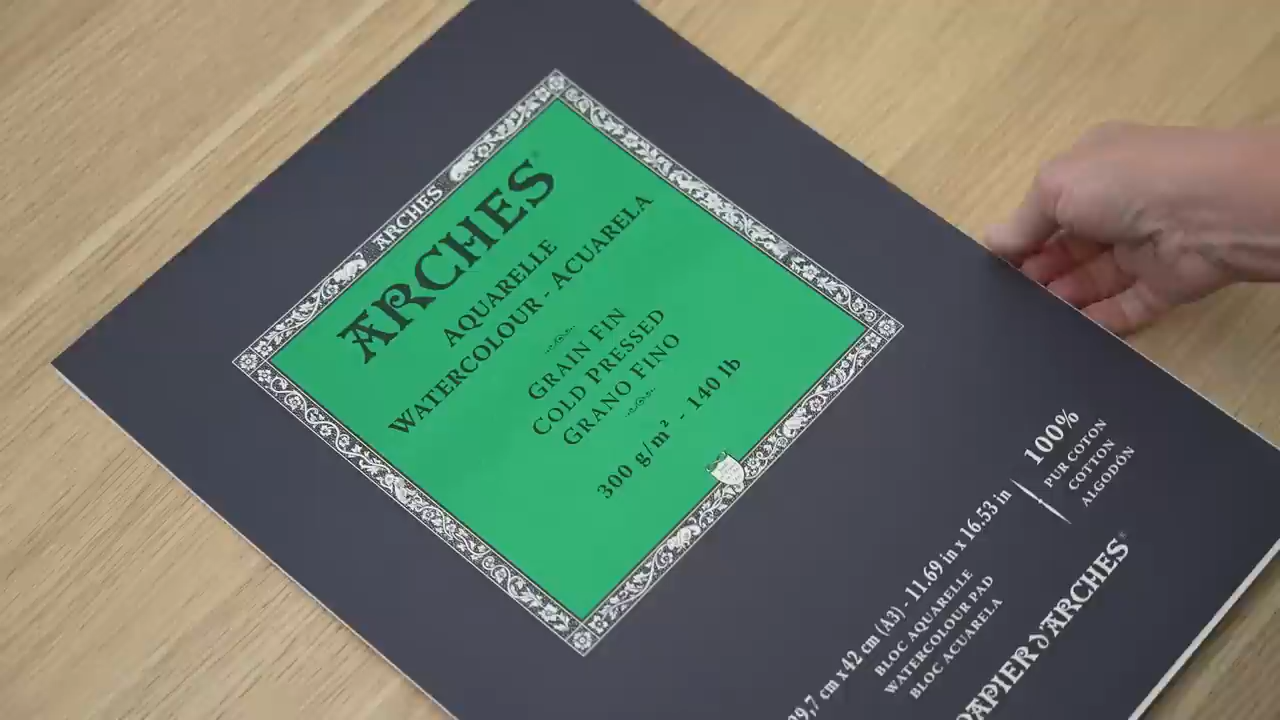 ARCHES
ARCHES®
AQUARELLE
WATERCOLOUR - ACUARELA
GRAIN FIN
COLD PRESSED
GRANO FINO
300 g/m² - 140 lb
100%
PUR COTON
COTTON
ALGODÓN
29,7 cm x 42 cm (A3) - 11.69 in x 16.53 in
BLOC AQUARELLE
WATERCOLOUR PAD
BLOC ACUARELA
PAPIER D'ARCHES®